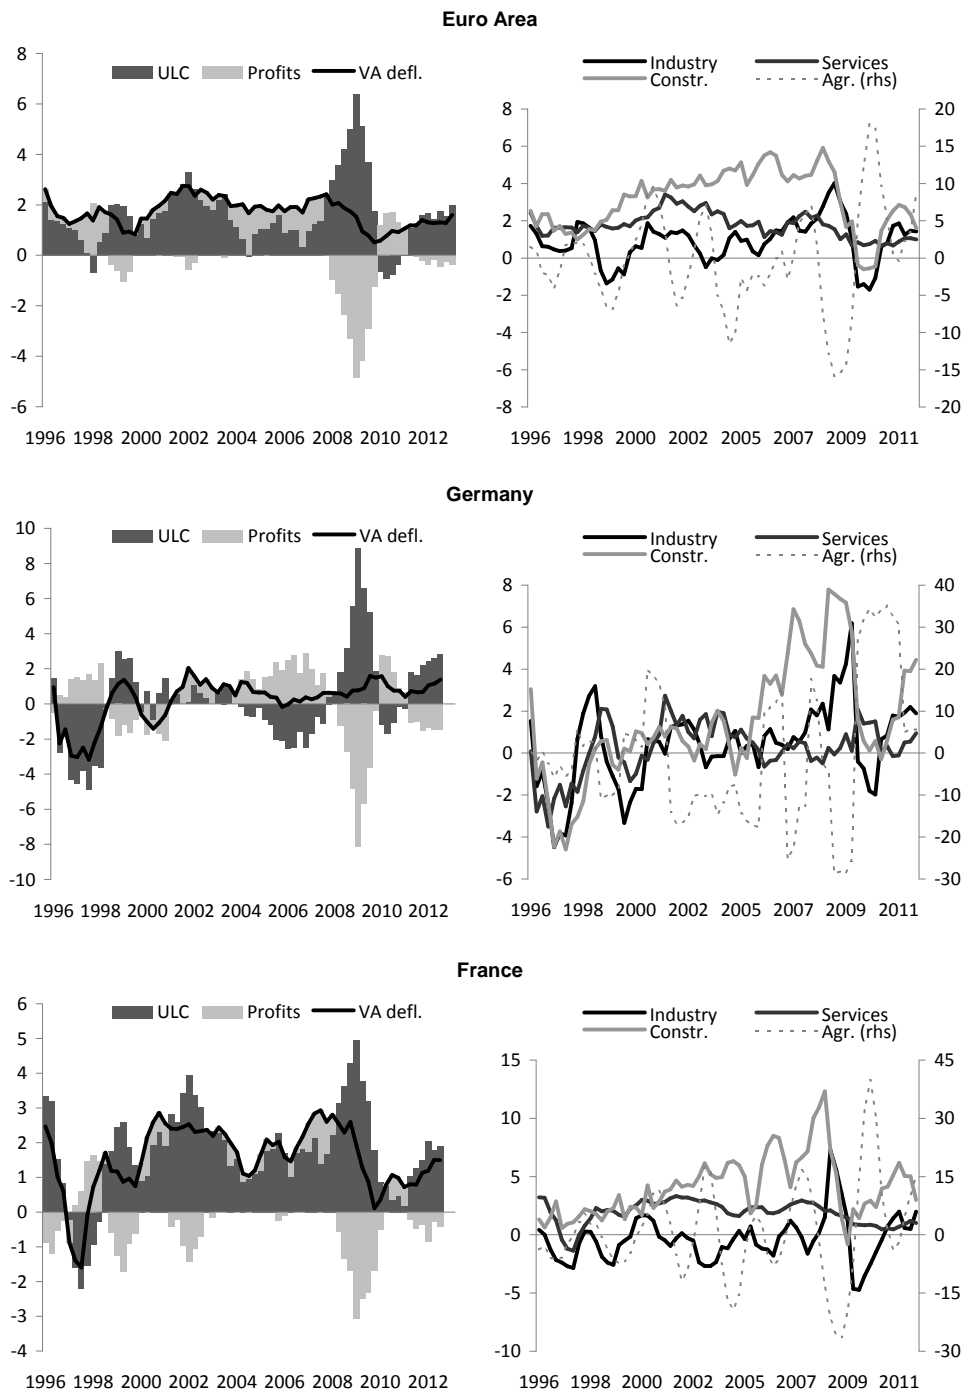 Euro Area
ULC Profits VA defl.
8
6
4
2
0
-2
-4
-6
1996 1998 2000 2002 2004 2006 2008 2010 2012
Industry Services
Constr. Agr. (rhs)
8 20
6 15
4 10
2 5
0 0
-2 -5
-4 -10
-6 -15
-8 -20
1996 1998 2000 2002 2005 2007 2009 2011
Germany
ULC Profits VA defl.
10
8
6
4
2
0
-2
-4
-6
-8
-10
1996 1998 2000 2002 2004 2006 2008 2010 2012
Industry Services
Constr. Agr. (rhs)
8 40
6 30
4 20
2 10
0 0
-2 -10
-4 -20
-6 -30
1996 1998 2000 2002 2005 2007 2009 2011
France
ULC Profits VA defl.
6
5
4
3
2
1
0
-1
-2
-3
-4
1996 1998 2000 2002 2004 2006 2008 2010 2012
Industry Services
Constr. Agr. (rhs)
15 45
10 30
5 15
0 0
-5 -15
-10 -30
1996 1998 2000 2002 2005 2007 2009 2011